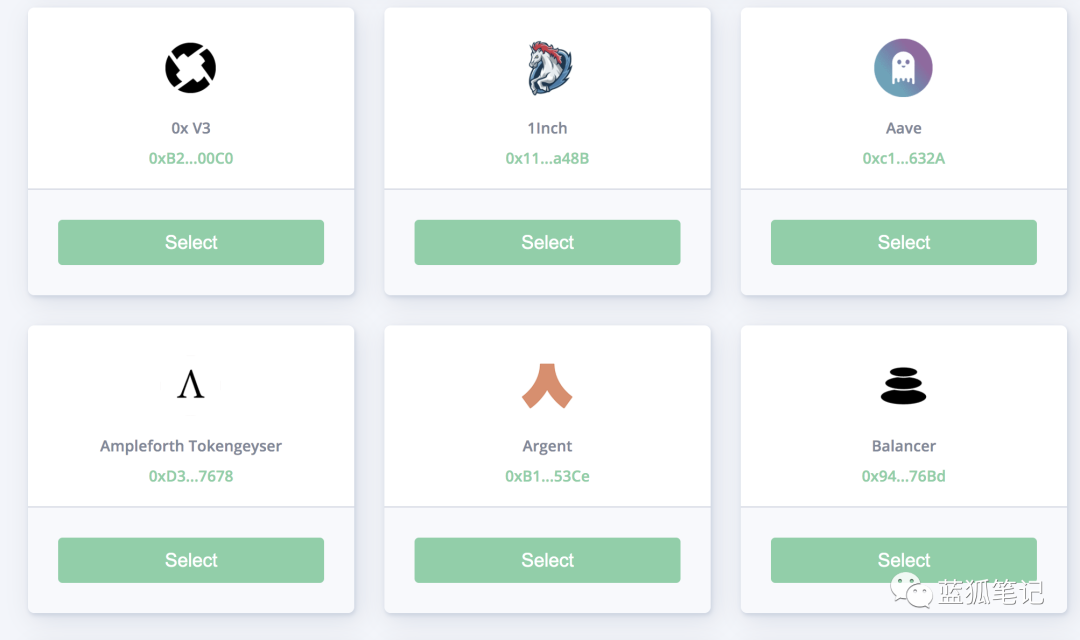 0x V3
0xB2...00C0
Select
1Inch
0x11...a48B
Select
Aave
0xc1...632A
Select
Ampleforth Tokengeyser
0xD3...7678
Select
Argent
0xB1...53Ce
Select
Balancer
0x94...76Bd
Select
蓝狐笔记